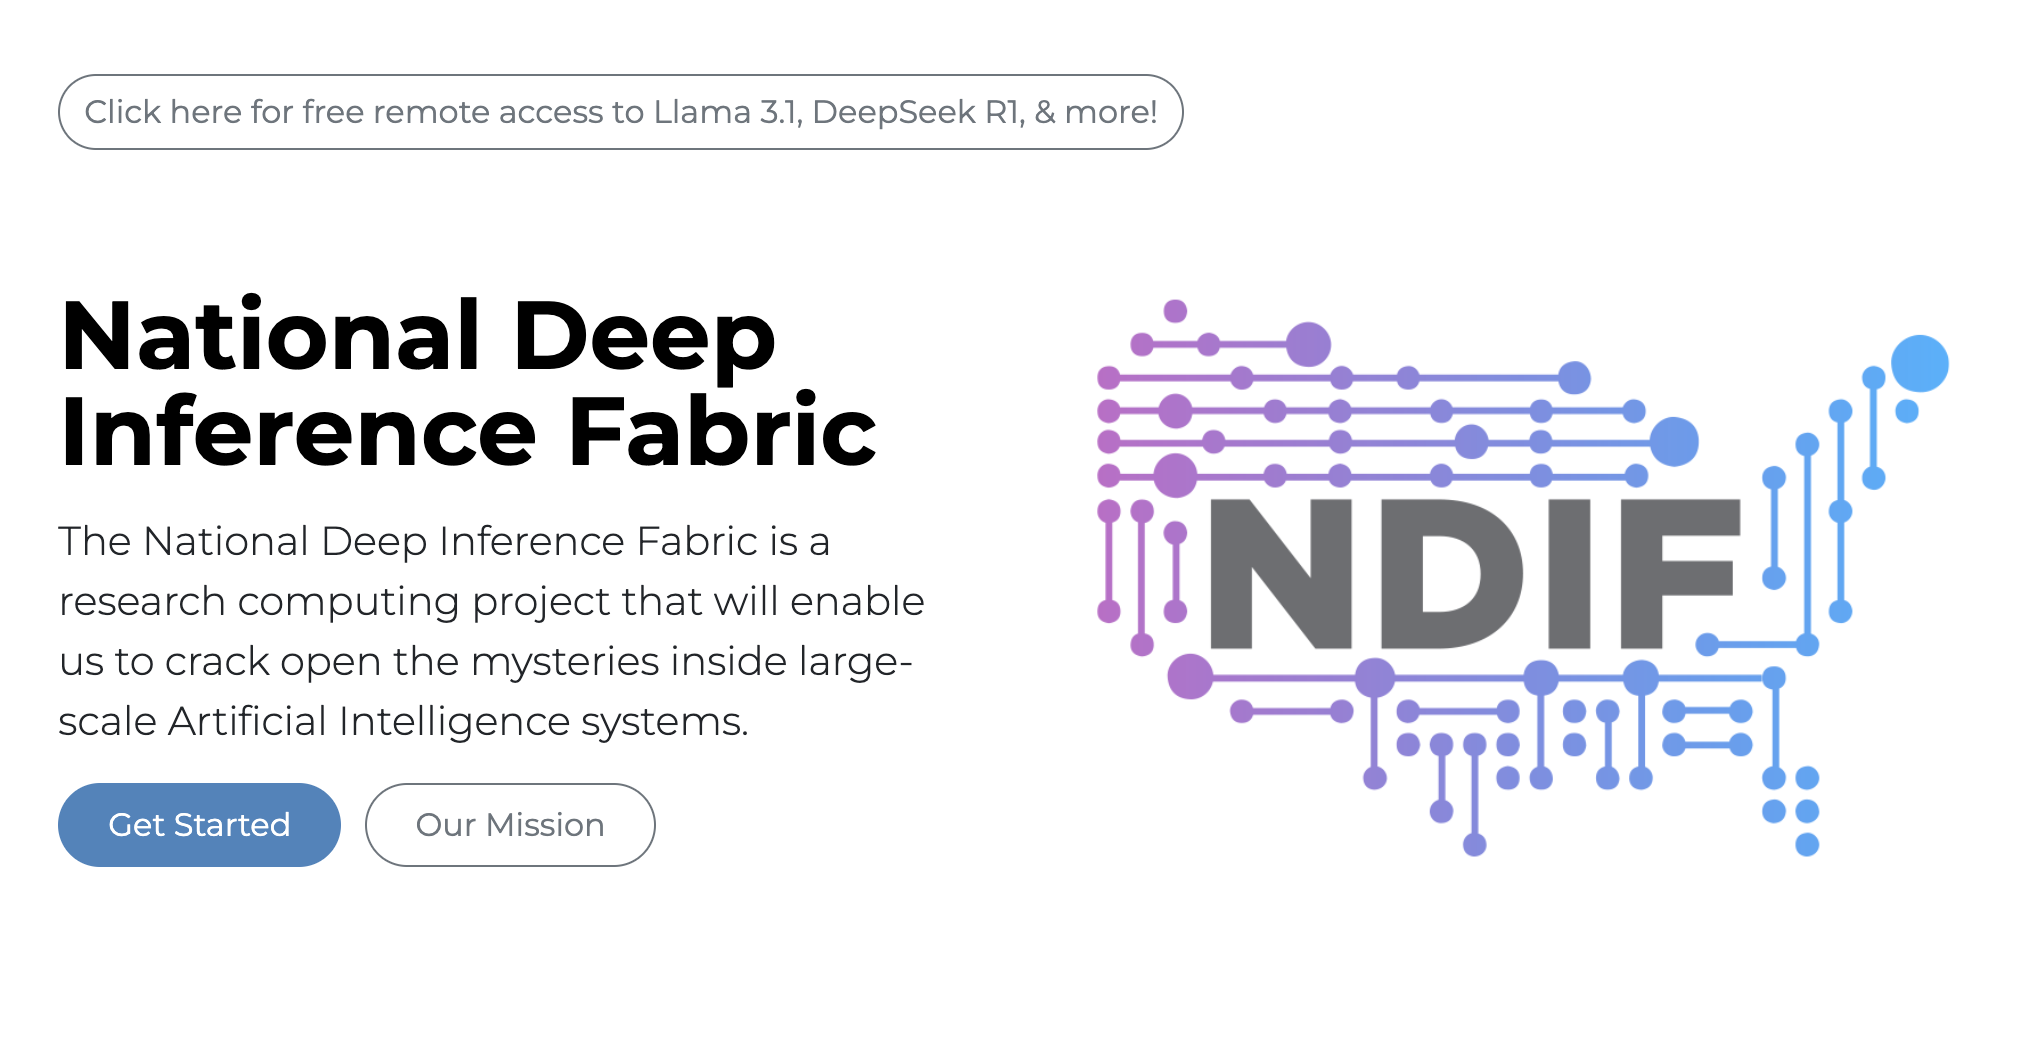 Click here for free remote access to Llama 3.1, DeepSeek R1, & more!
National Deep
Inference Fabric
The National Deep Inference Fabric is a
research computing project that will enable
us to crack open the mysteries inside large-
scale Artificial Intelligence systems.
Get Started
Our Mission
NDIF